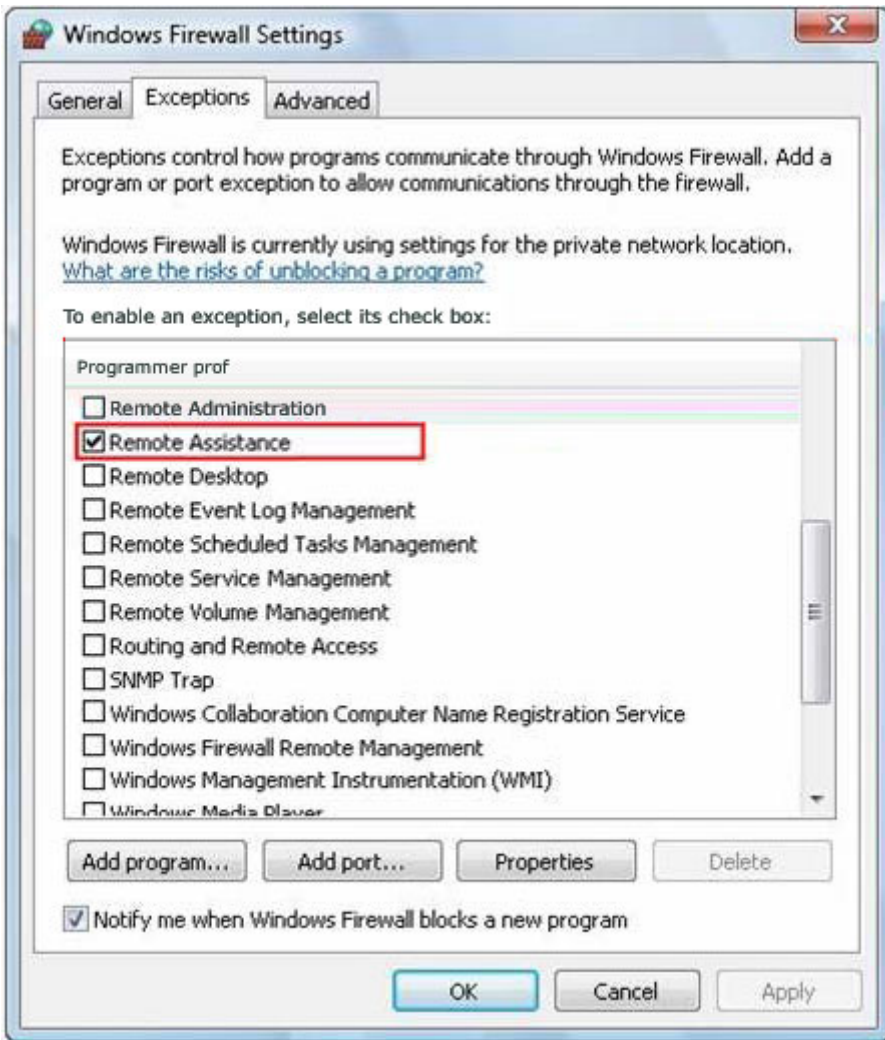 Windows Firewall Settings
General Exceptions Advanced
Exceptions control how programs communicate through Windows Firewall. Add a
program or port exception to allow communications through the firewall.
Windows Firewall is currently using settings for the private network location.
What are the risks of unblocking a program?
To enable an exception, select its check box:
Programmer prof
Remote Administration
Remote Assistance
Remote Desktop
Remote Event Log Management
Remote Scheduled Tasks Management
Remote Service Management
Remote Volume Management
Routing and Remote Access
SNMP Trap
Windows Collaboration Computer Name Registration Service
Windows Firewall Remote Management
Windows Management Instrumentation (WMI)
Windows Media Player
Add program... Add port... Properties Delete
Notify me when Windows Firewall blocks a new program
OK Cancel Apply